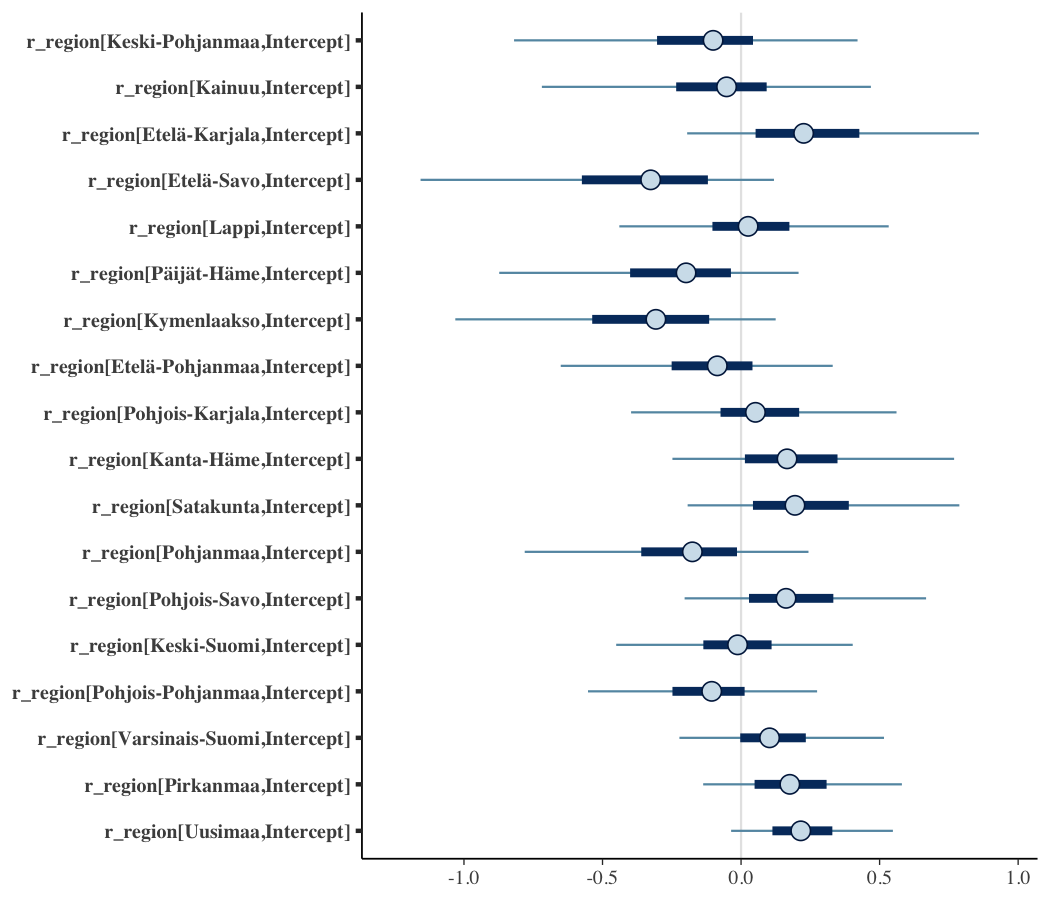 r_region[Keski-Pohjanmaa,Intercept]
r_region[Kainuu,Intercept]
r_region[Etelä-Karjala,Intercept]
r_region[Etelä-Savo,Intercept]
r_region[Lappi,Intercept]
r_region[Päijät-Häme,Intercept]
r_region[Kymenlaakso,Intercept]
r_region[Etelä-Pohjanmaa,Intercept]
r_region[Pohjois-Karjala,Intercept]
r_region[Kanta-Häme,Intercept]
r_region[Satakunta,Intercept]
r_region[Pohjanmaa,Intercept]
r_region[Pohjois-Savo,Intercept]
r_region[Keski-Suomi,Intercept]
r_region[Pohjois-Pohjanmaa,Intercept]
r_region[Varsinais-Suomi,Intercept]
r_region[Pirkanmaa,Intercept]
r_region[Uusimaa,Intercept]
-1.0 -0.5 0.0 0.5 1.0